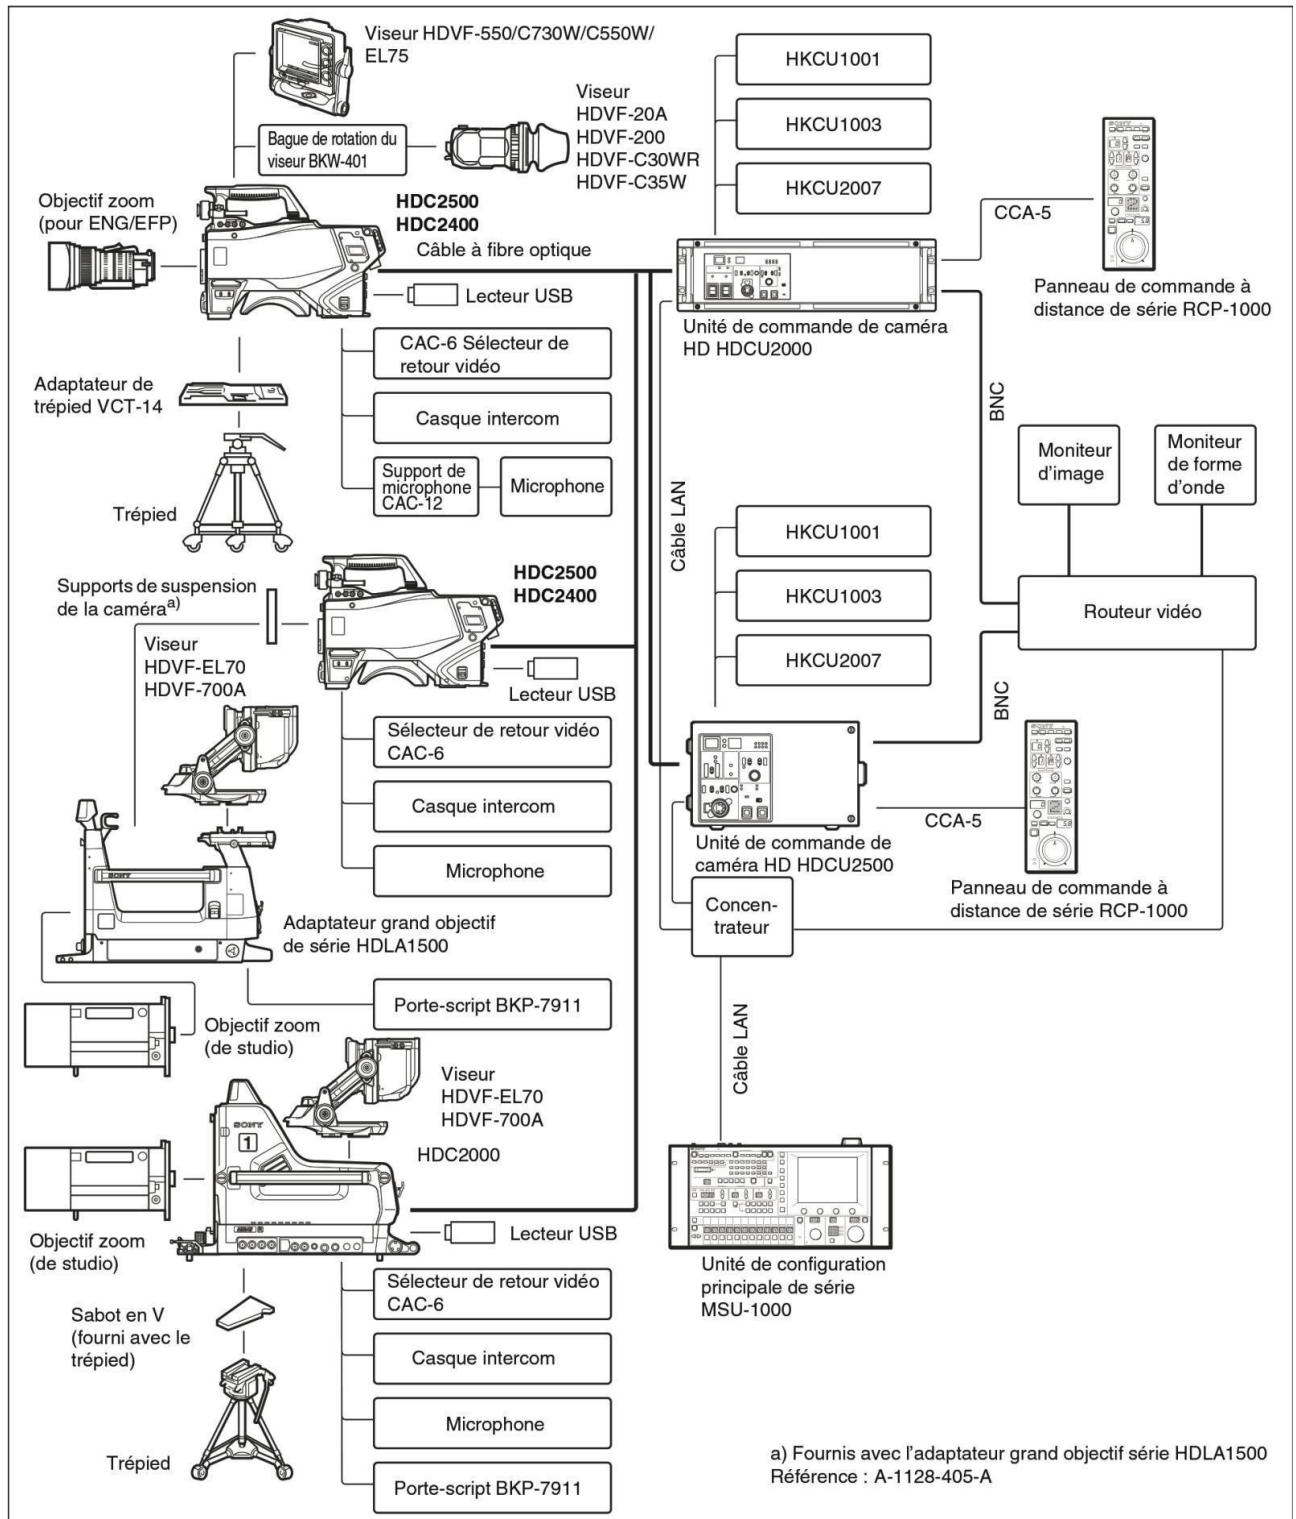 Viseur HDVF-550/C730W/C550W/
EL75
Bague de rotation du
viseur BKW-401
Viseur
HDVF-20A
HDVF-200
HDVF-C30WR
HDVF-C35W
Objectif zoom
(pour ENG/EFP)
HDC2500
HDC2400
Câble à fibre optique
Lecteur USB
CAC-6 Sélecteur de
retour vidéo
Casque intercom
Support de
microphone
CAC-12
Microphone
Adaptateur de
trépied VCT-14
Trépied
HKCU1001
HKCU1003
HKCU2007
CCA-5
SONY
Panneau de commande à
distance de série RCP-1000
Unité de commande de caméra
HD HDCU2000
BNC
Câble LAN
Moniteur
d'image
Moniteur
de forme
d'onde
Routeur vidéo
HKCU1001
HKCU1003
HKCU2007
BNC
CCA-5
SONY
Panneau de commande à
distance de série RCP-1000
Unité de commande de
caméra HD HDCU2500
Concen-
trateur
Câble LAN
Unité de configuration
principale de série
MSU-1000
Supports de suspension
de la caméra a)
HDC2500
HDC2400
Lecteur USB
Viseur
HDVF-EL70
HDVF-700A
Sélecteur de retour vidéo
CAC-6
Casque intercom
Microphone
SONY
Adaptateur grand objectif
de série HDLA1500
Porte-script BKP-7911
Objectif zoom
(de studio)
Viseur
HDVF-EL70
HDVF-700A
HDC2000
SONY
1
Lecteur USB
Objectif zoom
(de studio)
Sabot en V
(fourni avec le
trépied)
Trépied
Sélecteur de retour vidéo
CAC-6
Casque intercom
Microphone
Porte-script BKP-7911
a) Fournis avec l'adaptateur grand objectif série HDLA1500
Référence : A-1128-405-A